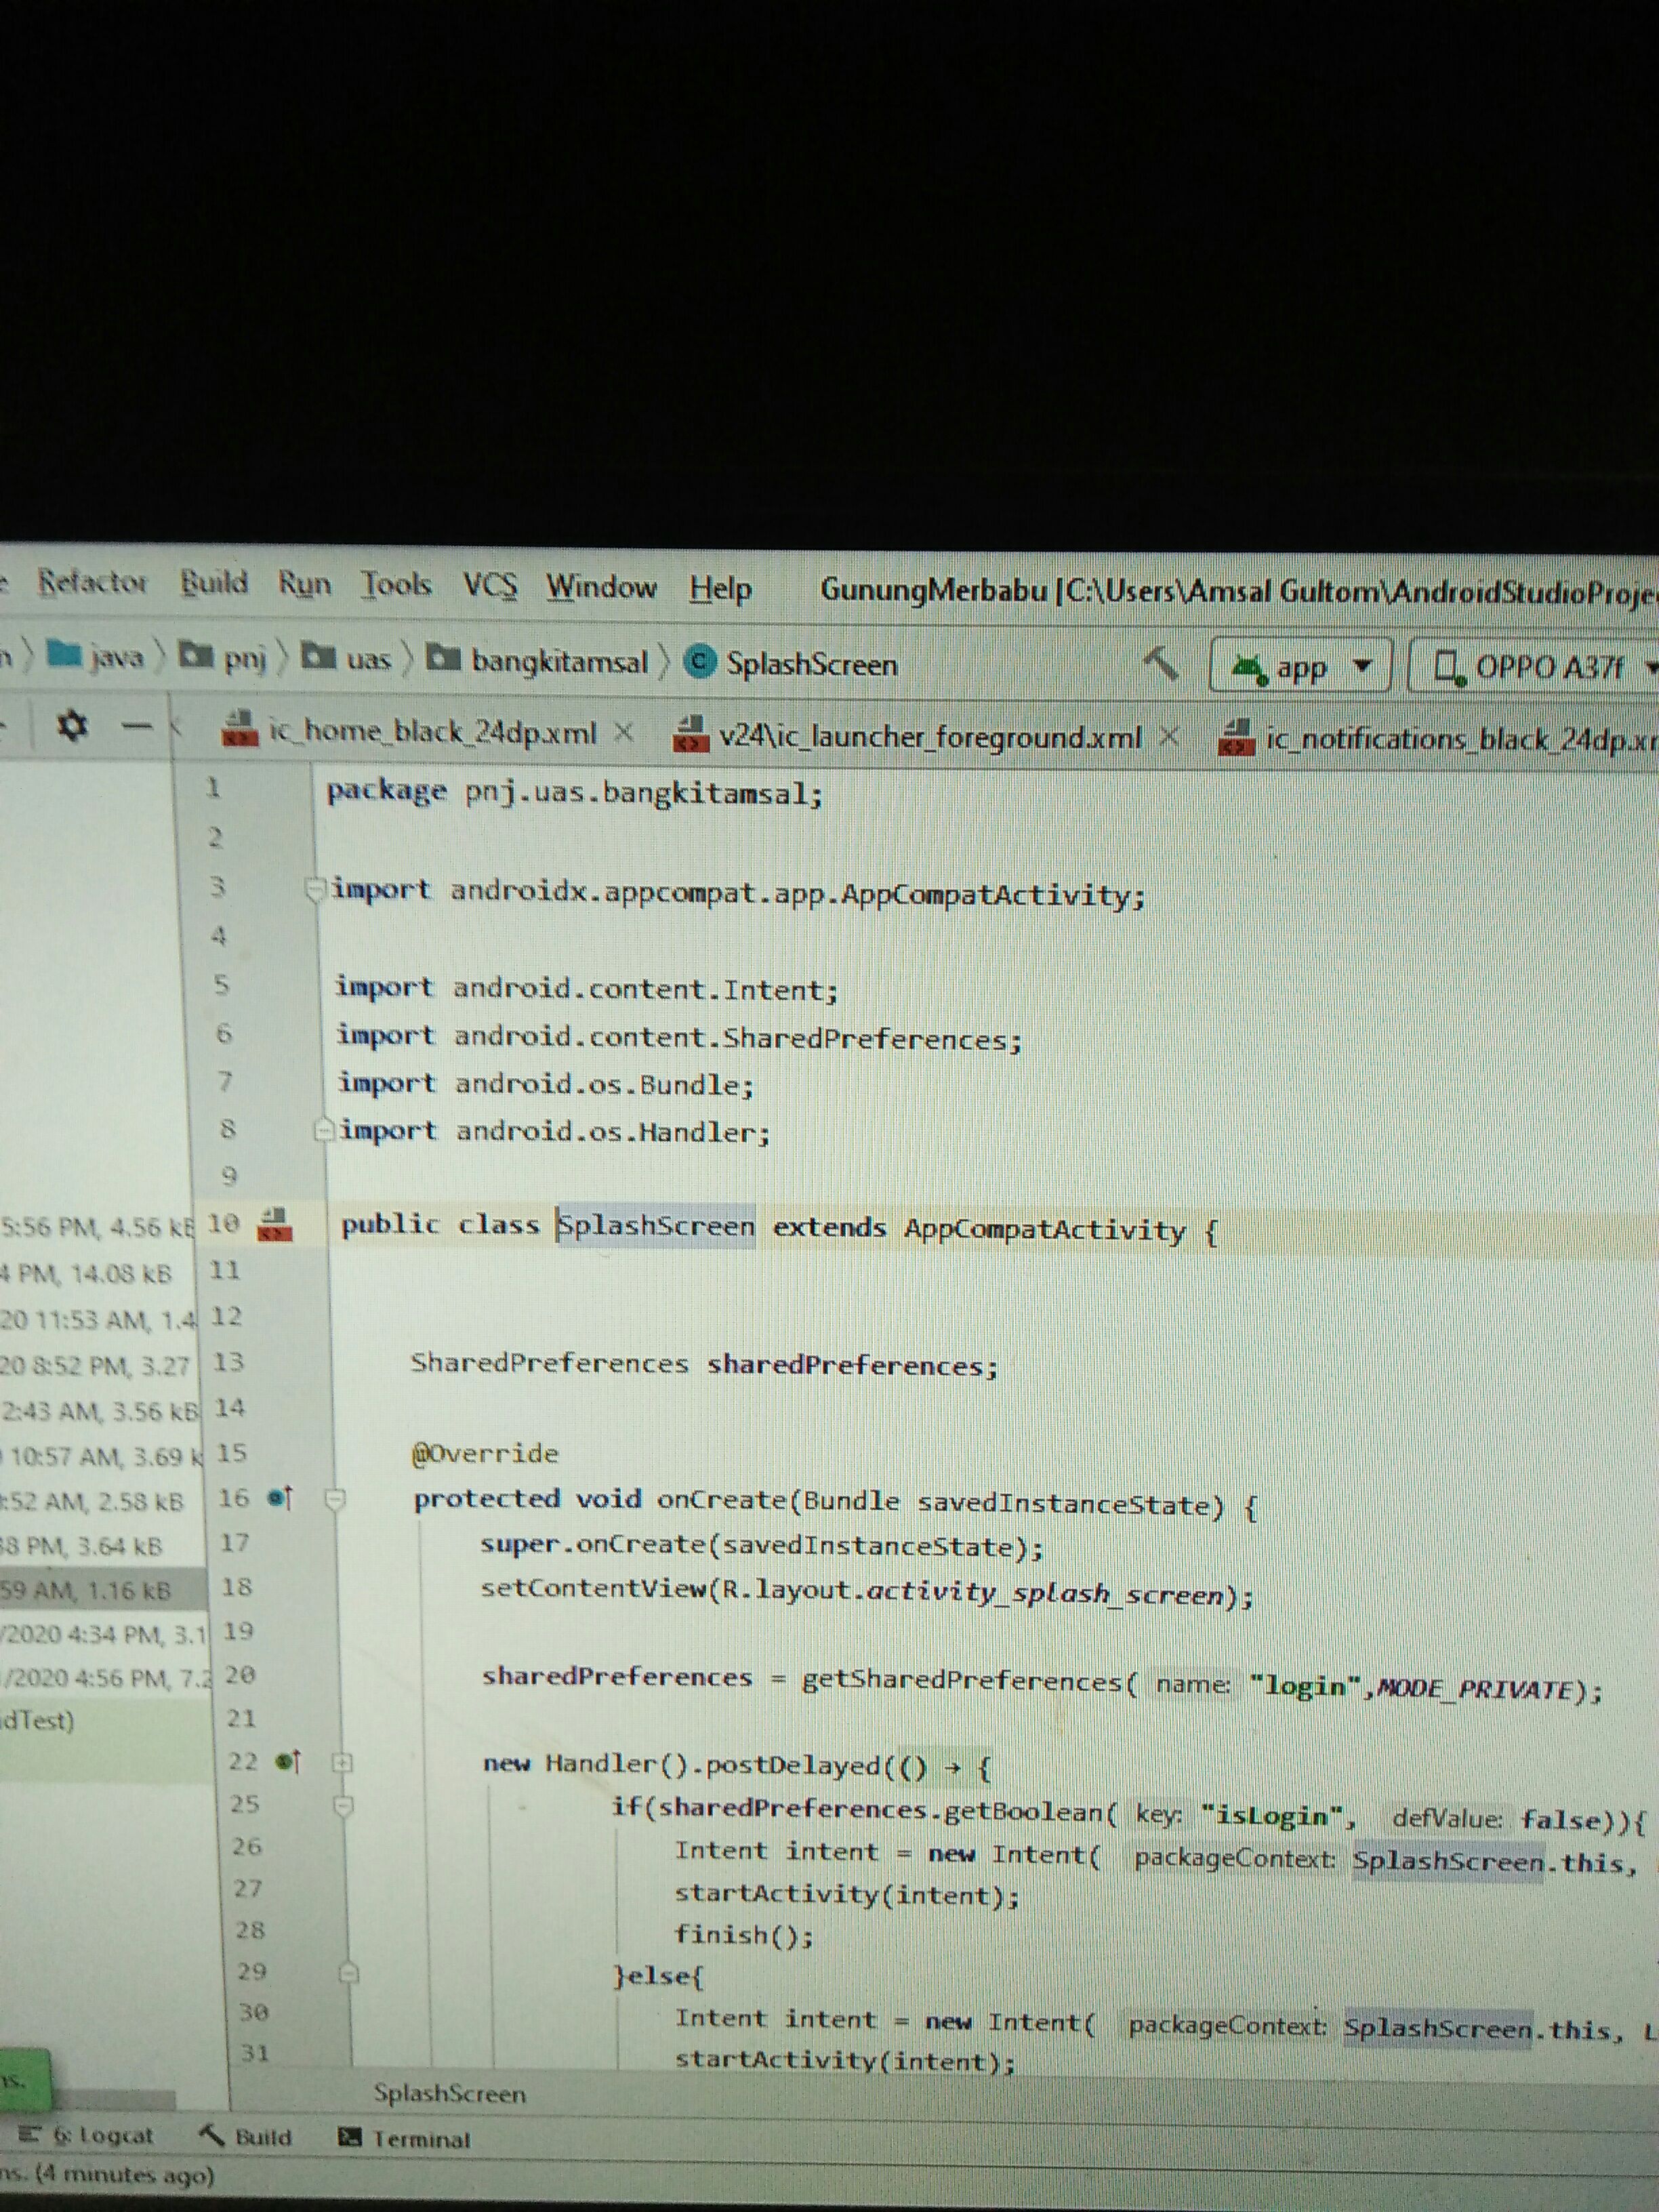 Refactor Build Run Tools VCS Window Help GunungMerbabu [C:\Users\Amsal Gultom\AndroidStudioProje
java pnj uas bangkitamsal SplashScreen app OPPO A37f
ic_home_black_24dp.xml v24\ic_launcher_foreground.xml ic_notifications_black_24dp.xm
1 package pnj.uas.bangkitamsal;
2
3 import androidx.appcompat.app.AppCompatActivity;
4
5 import android.content.Intent;
6 import android.content.SharedPreferences;
7 import android.os.Bundle;
8 import android.os.Handler;
9
5:56 PM, 4.56 kB 10 public class SplashScreen extends AppCompatActivity {
4 PM, 14.08 kB 11
20 11:53 AM, 1.4 12
20 8:52 PM, 3.27 13 SharedPreferences sharedPreferences;
2:43 AM, 3.56 kB 14
10:57 AM, 3.69 k 15 @Override
:52 AM, 2.58 kB 16 protected void onCreate(Bundle savedInstanceState) {
8 PM, 3.64 kB 17 super.onCreate(savedInstanceState);
59 AM, 1.16 kB 18 setContentView(R.layout.activity_splash_screen);
/2020 4:34 PM, 3.1 19
/2020 4:56 PM, 7.2 20 sharedPreferences = getSharedPreferences( name: "login",MODE_PRIVATE);
dTest) 21
22 new Handler().postDelayed(() → {
25 if(sharedPreferences.getBoolean( key: "isLogin", defValue: false)){
26 Intent intent = new Intent( packageContext: SplashScreen.this,
27 startActivity(intent);
28 finish();
29 }else{
30 Intent intent = new Intent( packageContext: SplashScreen.this, L
31 startActivity(intent);
SplashScreen
6: Logcat Build Terminal
ns. (4 minutes ago)